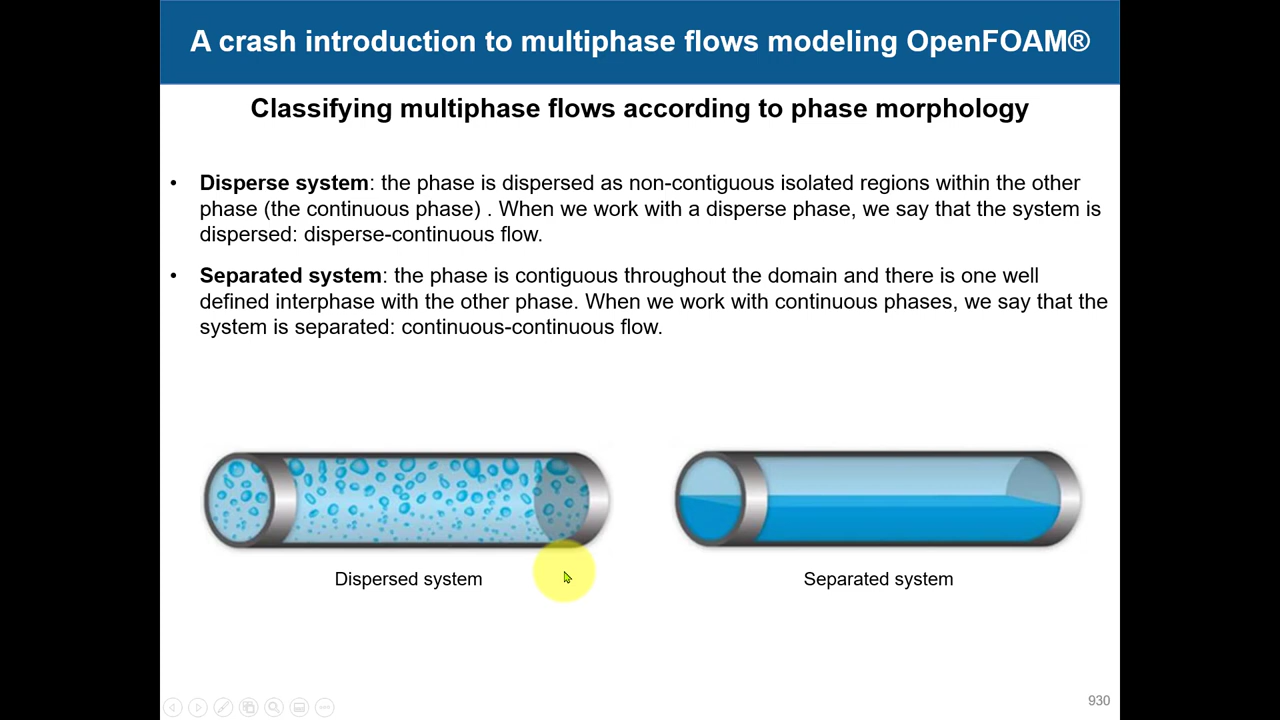 A crash introduction to multiphase flows modeling OpenFOAM®
Classifying multiphase flows according to phase morphology
• Disperse system: the phase is dispersed as non-contiguous isolated regions within the other
phase (the continuous phase) . When we work with a disperse phase, we say that the system is
dispersed: disperse-continuous flow.
• Separated system: the phase is contiguous throughout the domain and there is one well
defined interphase with the other phase. When we work with continuous phases, we say that the
system is separated: continuous-continuous flow.
Dispersed system
Separated system
930